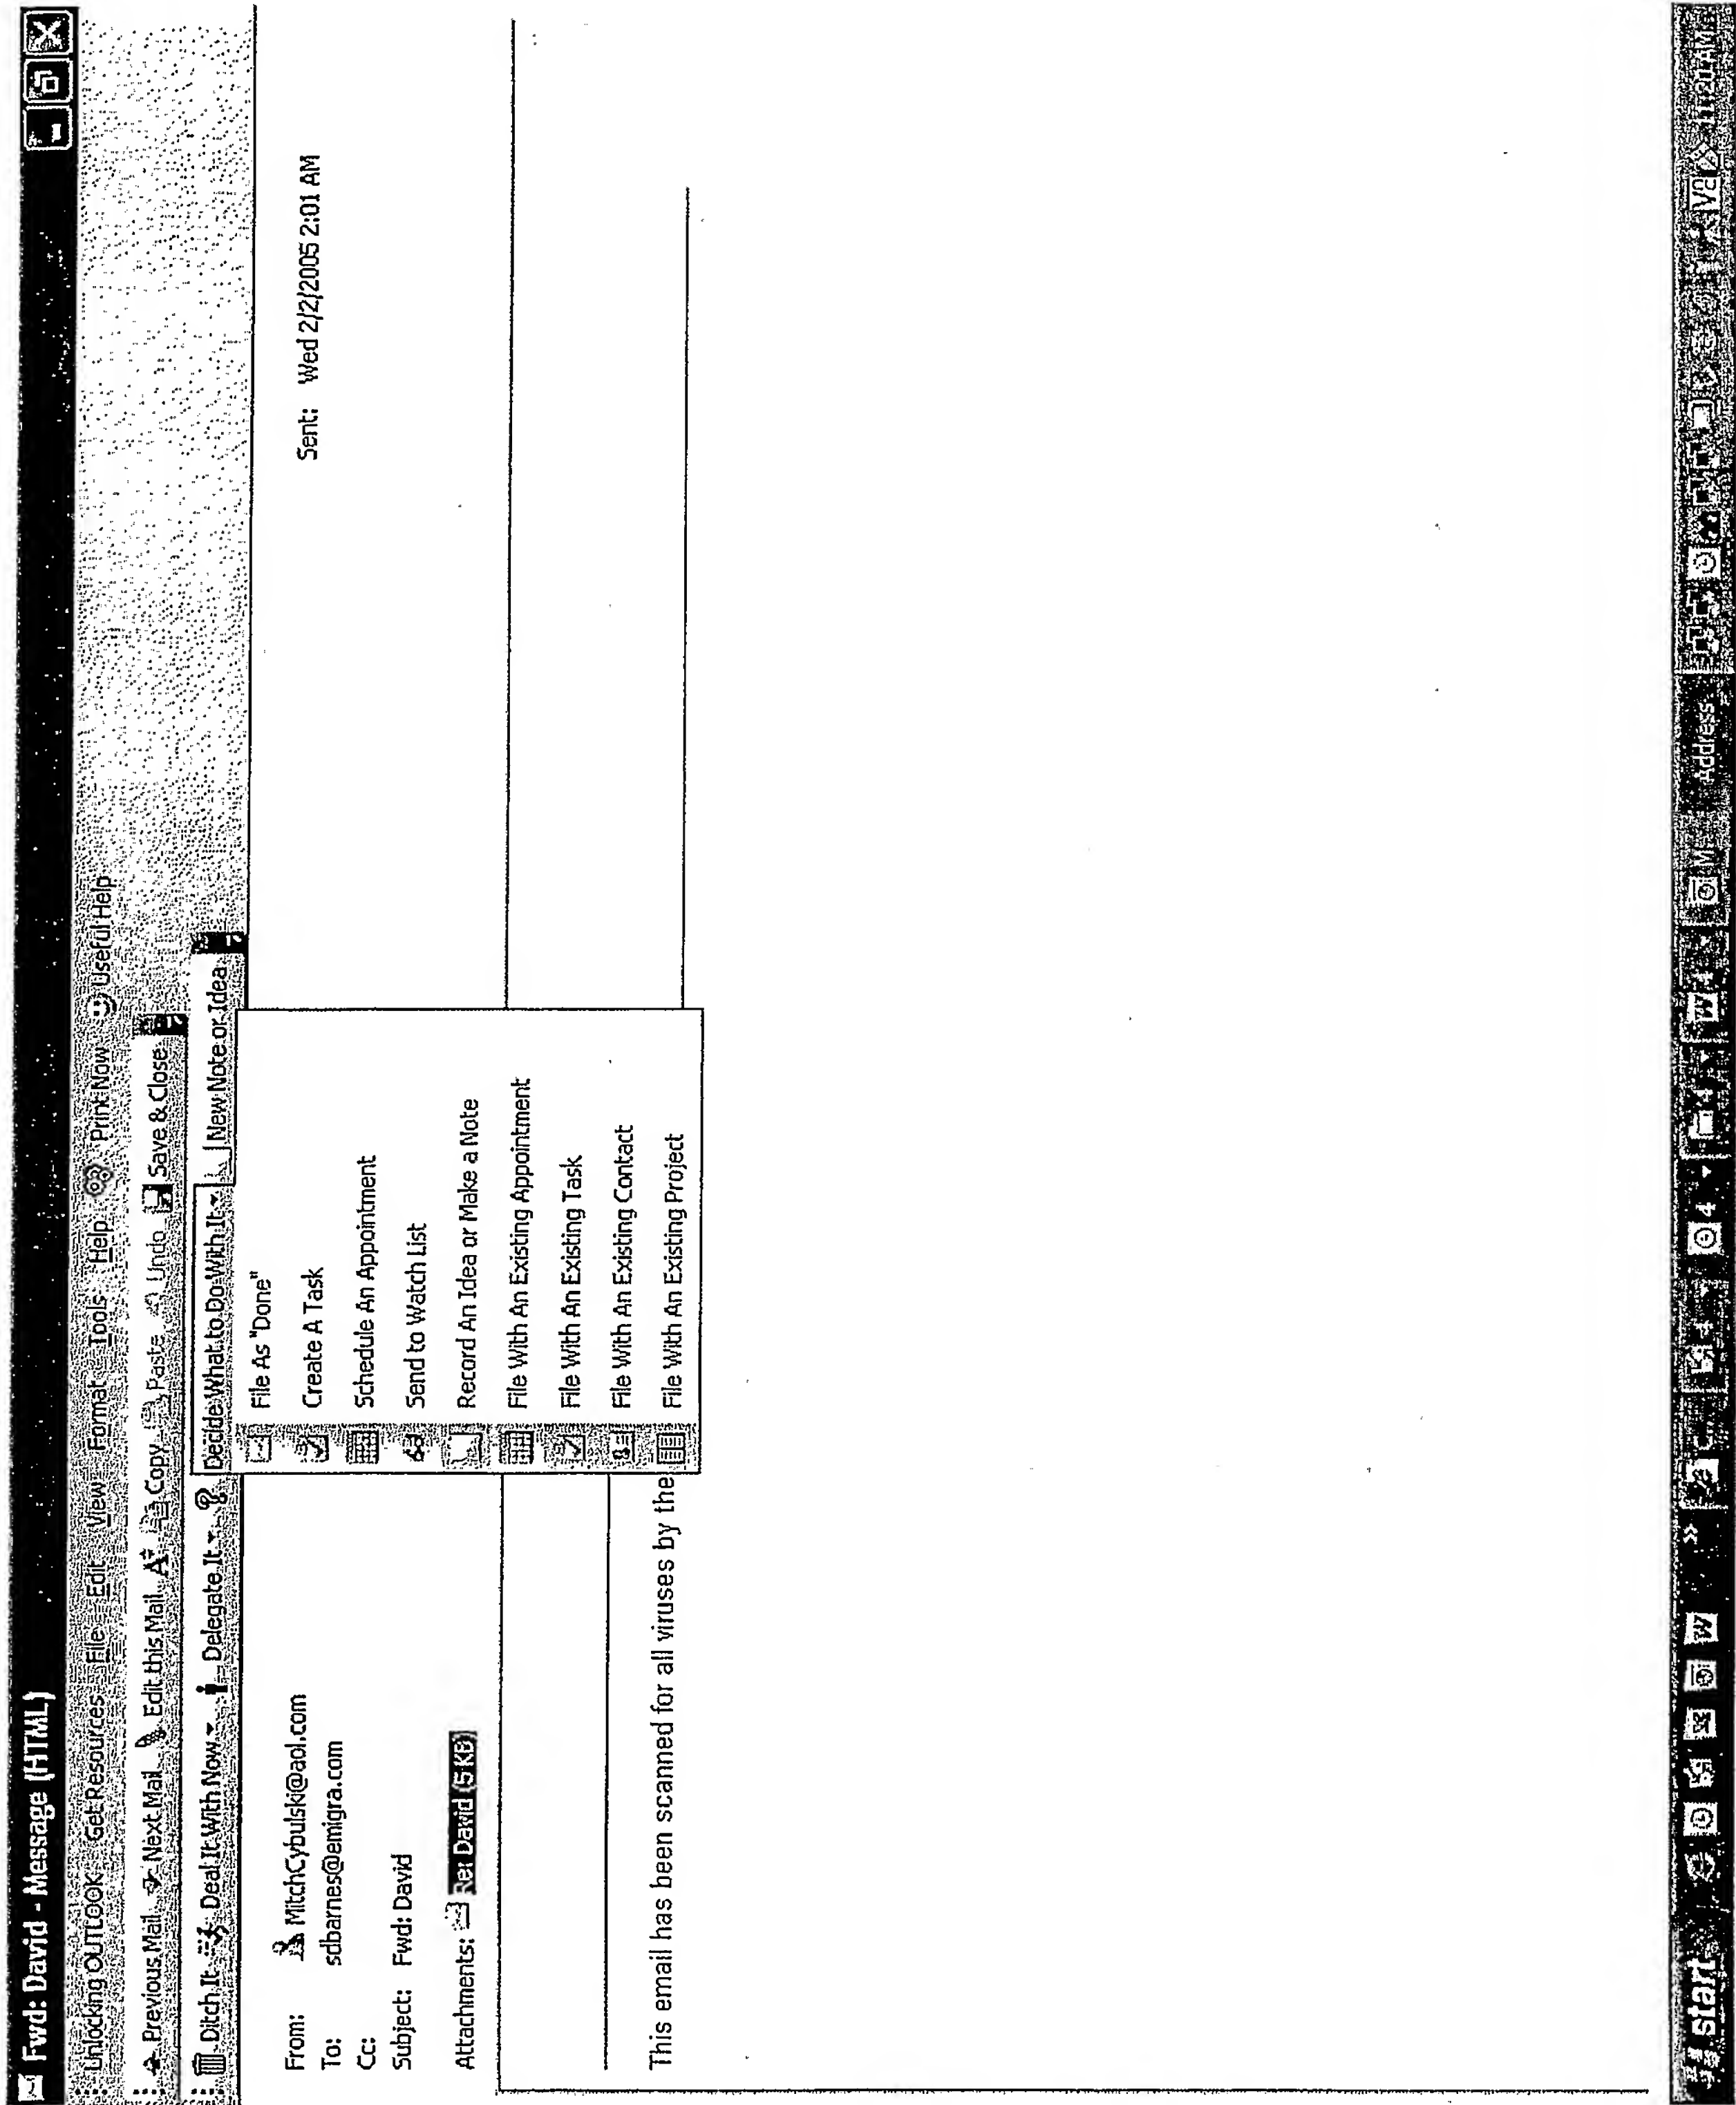 Fwd: David - Message (HTML)
Unlocking OUTLOOK Get Resources File Edit View Format Tools Help Print Now Useful Help
Previous Mail Next Mail Edit this Mail Copy Paste Undo Save & Close
Ditch It Deal It With Now Delegate It Decide What to Do With It New Note or Idea
File As "Done"
Create A Task
Schedule An Appointment
Send to Watch List
Record An Idea or Make a Note
File With An Existing Appointment
File With An Existing Task
File With An Existing Contact
File With An Existing Project
From: MitchCybulski@aol.com Sent: Wed 2/2/2005 2:01 AM
To: sdbarnes@emigra.com
Cc:
Subject: Fwd: David
Attachments: Re: David (5 KB)
This email has been scanned for all viruses by the
start W 4 W M Address 11:20 AM